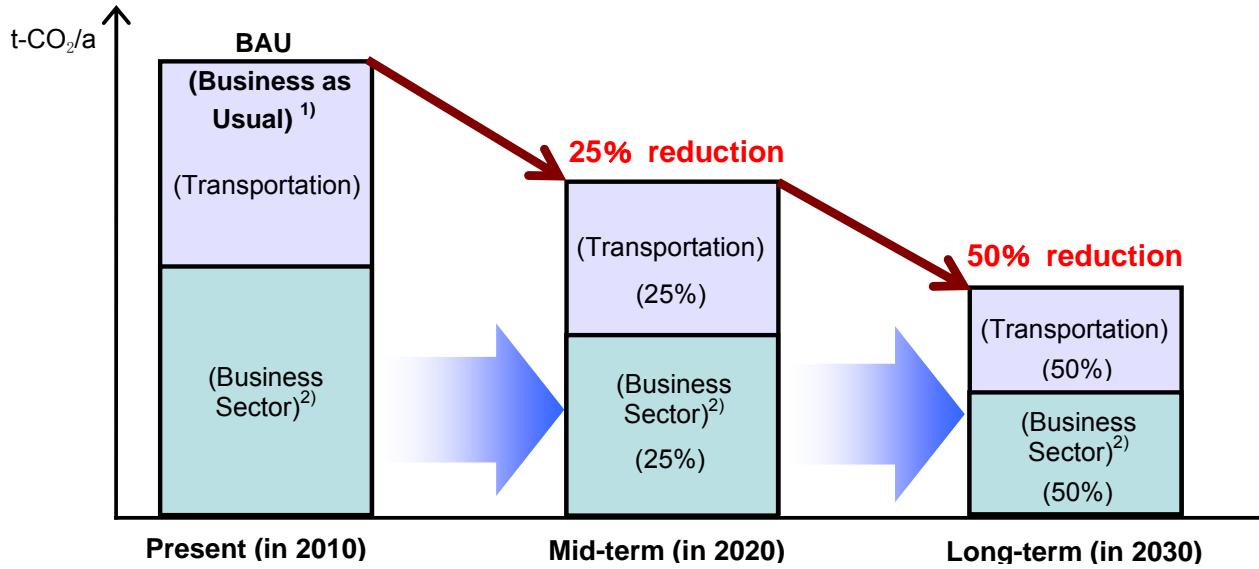 t-CO₂/a
BAU
(Business as
Usual) ¹⁾
(Transportation)
(Business
Sector)²⁾
25% reduction
(Transportation)
(25%)
(Business
Sector)²⁾
(25%)
50% reduction
(Transportation)
(50%)
(Business
Sector)²⁾
(50%)
Present (in 2010)
Mid-term (in 2020)
Long-term (in 2030)